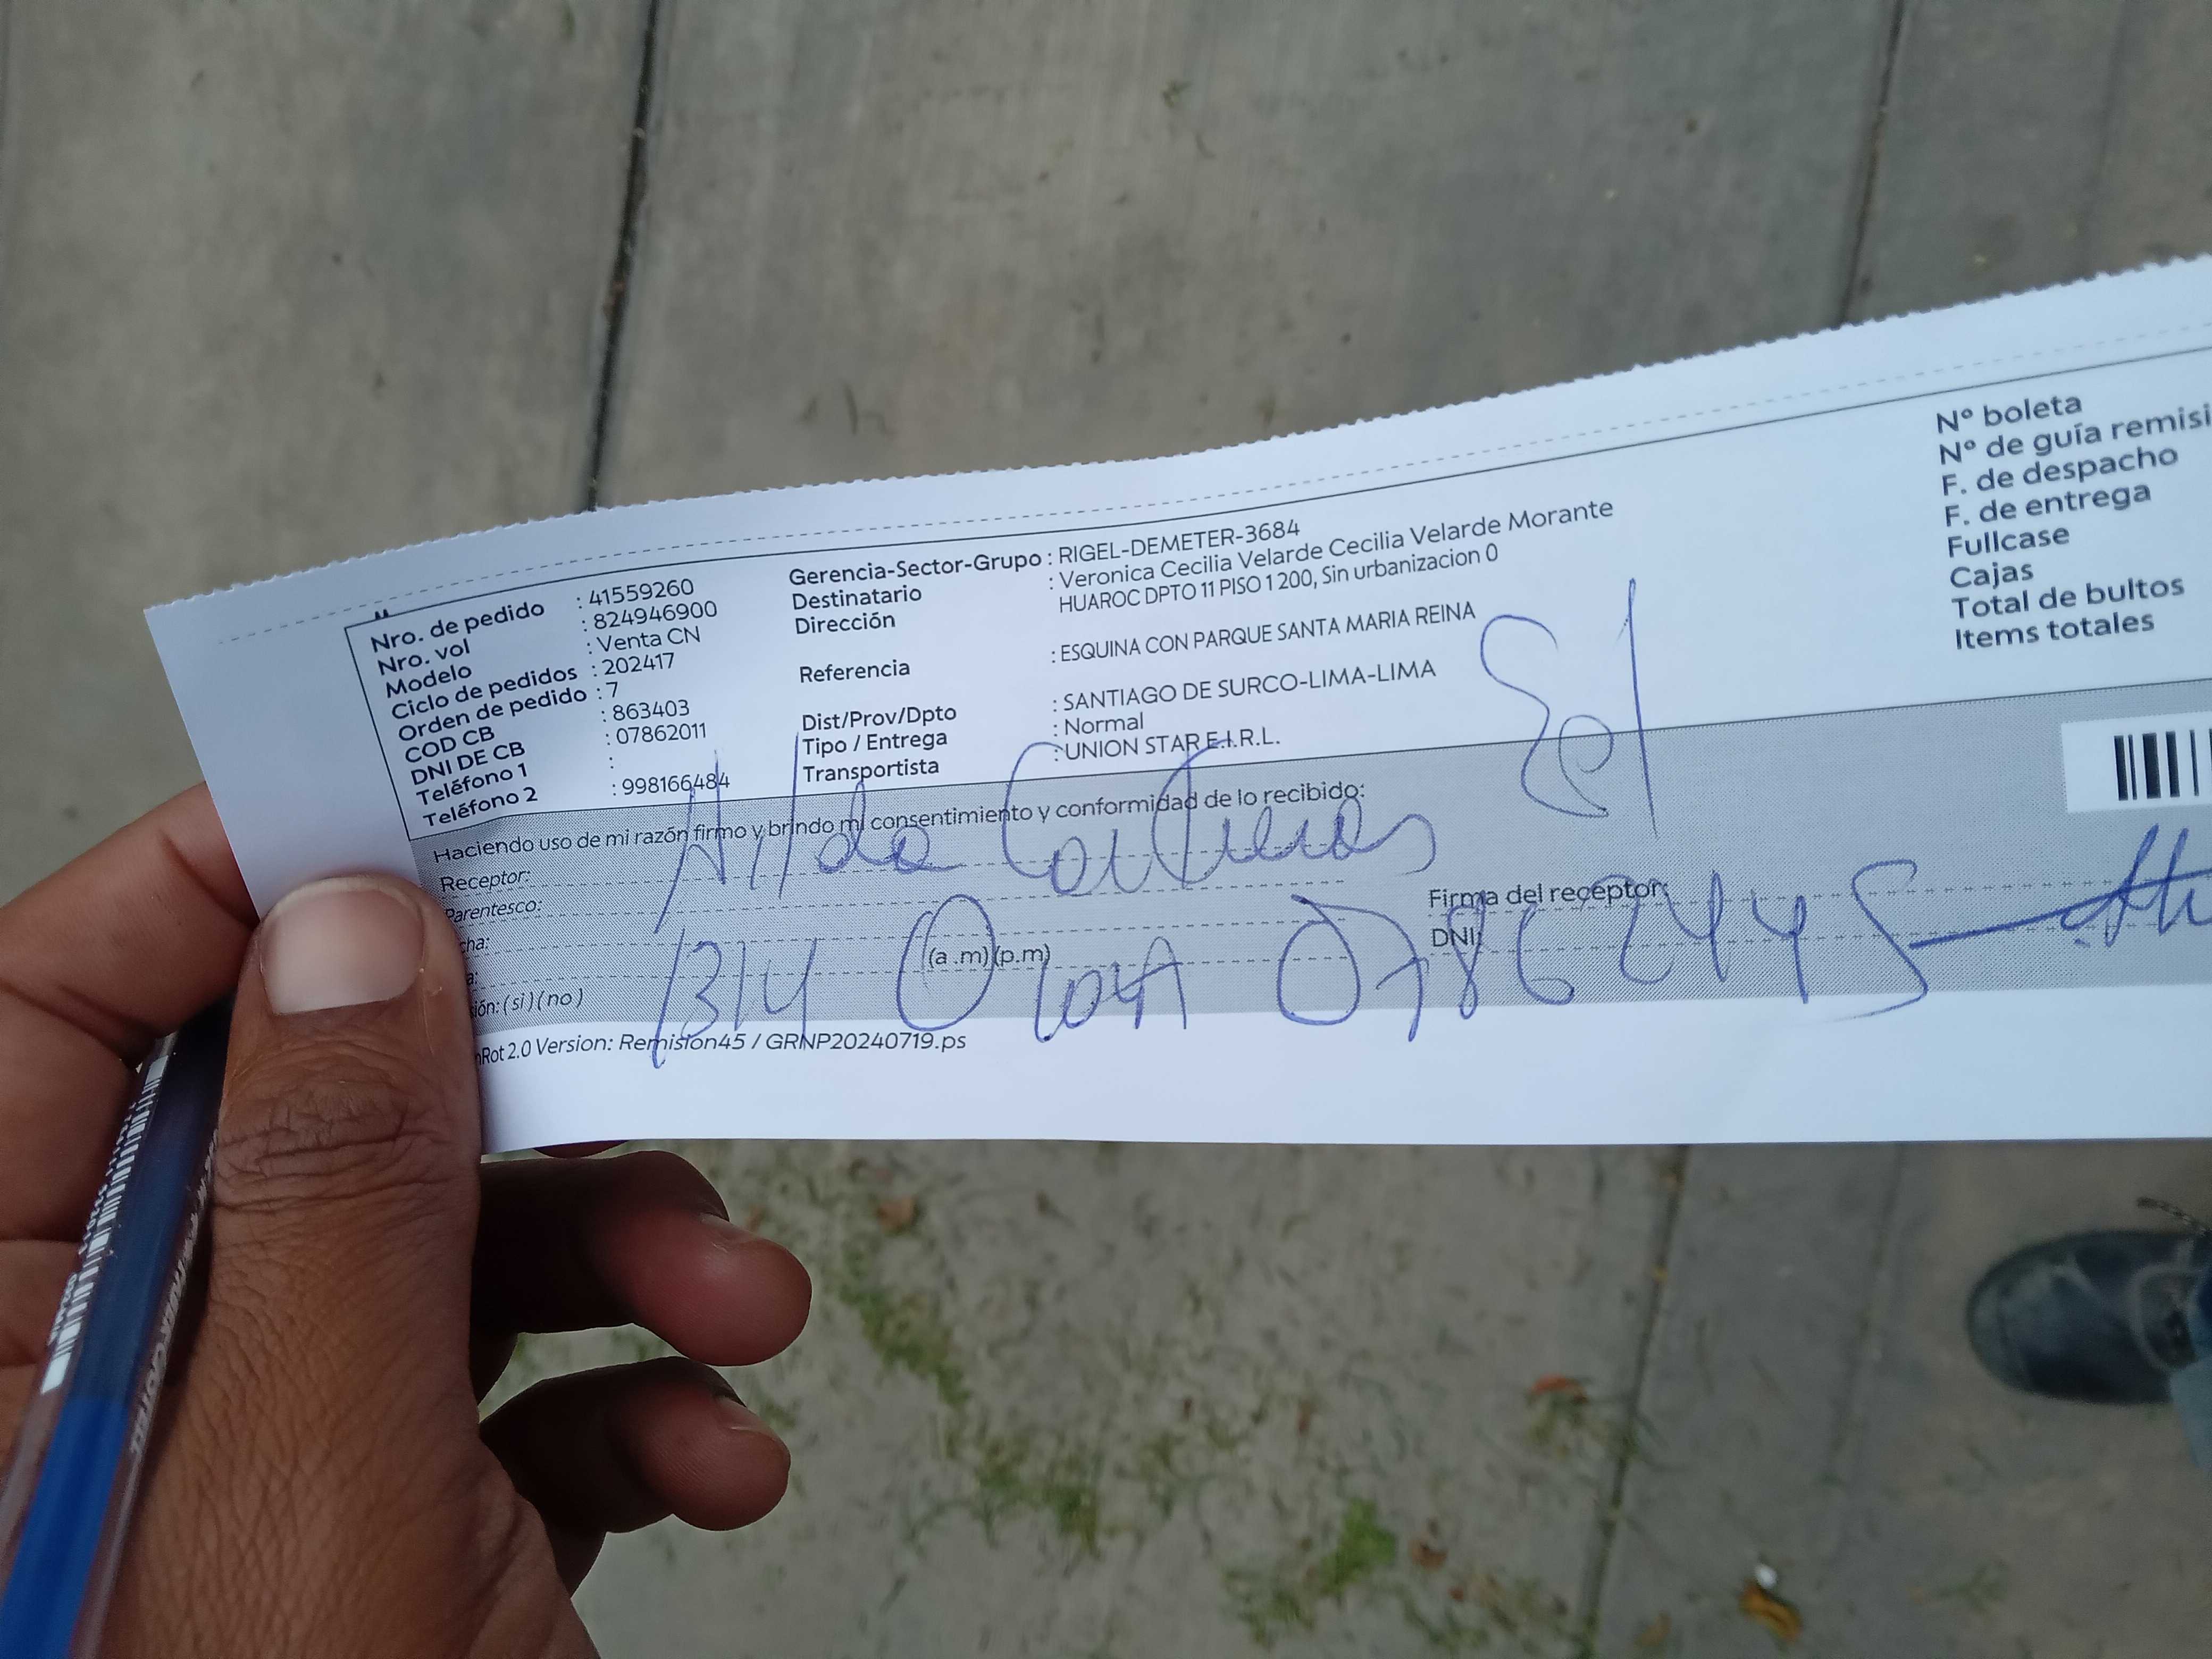 Nro. de pedido : 41559260
Nro. vol : 824946900
Modelo : Venta CN
Ciclo de pedidos : 202417
Orden de pedido : 7
COD CB : 863403
DNI DE CB : 07862011
Teléfono 1 :
Teléfono 2 : 998166484
Gerencia-Sector-Grupo : RIGEL-DEMETER-3684
Destinatario : Veronica Cecilia Velarde Cecilia Velarde Morante
Dirección HUAROC DPTO 11 PISO 1 200, Sin urbanizacion 0
Referencia : ESQUINA CON PARQUE SANTA MARIA REINA
Dist/Prov/Dpto : SANTIAGO DE SURCO-LIMA-LIMA
Tipo / Entrega : Normal
Transportista : UNION STAR E.I.R.L.
Nº boleta
Nº de guía remisi
F. de despacho
F. de entrega
Fullcase
Cajas
Total de bultos
Items totales
Haciendo uso de mi razón firmo y brindo mi consentimiento y conformidad de lo recibido:
Receptor:
Parentesco:
cha:
a: (a.m)(p.m)
ión: (si) (no)
Firma del receptor:
DNI:
07862445
nRot 2.0 Version: Remision45 / GRNP20240719.ps